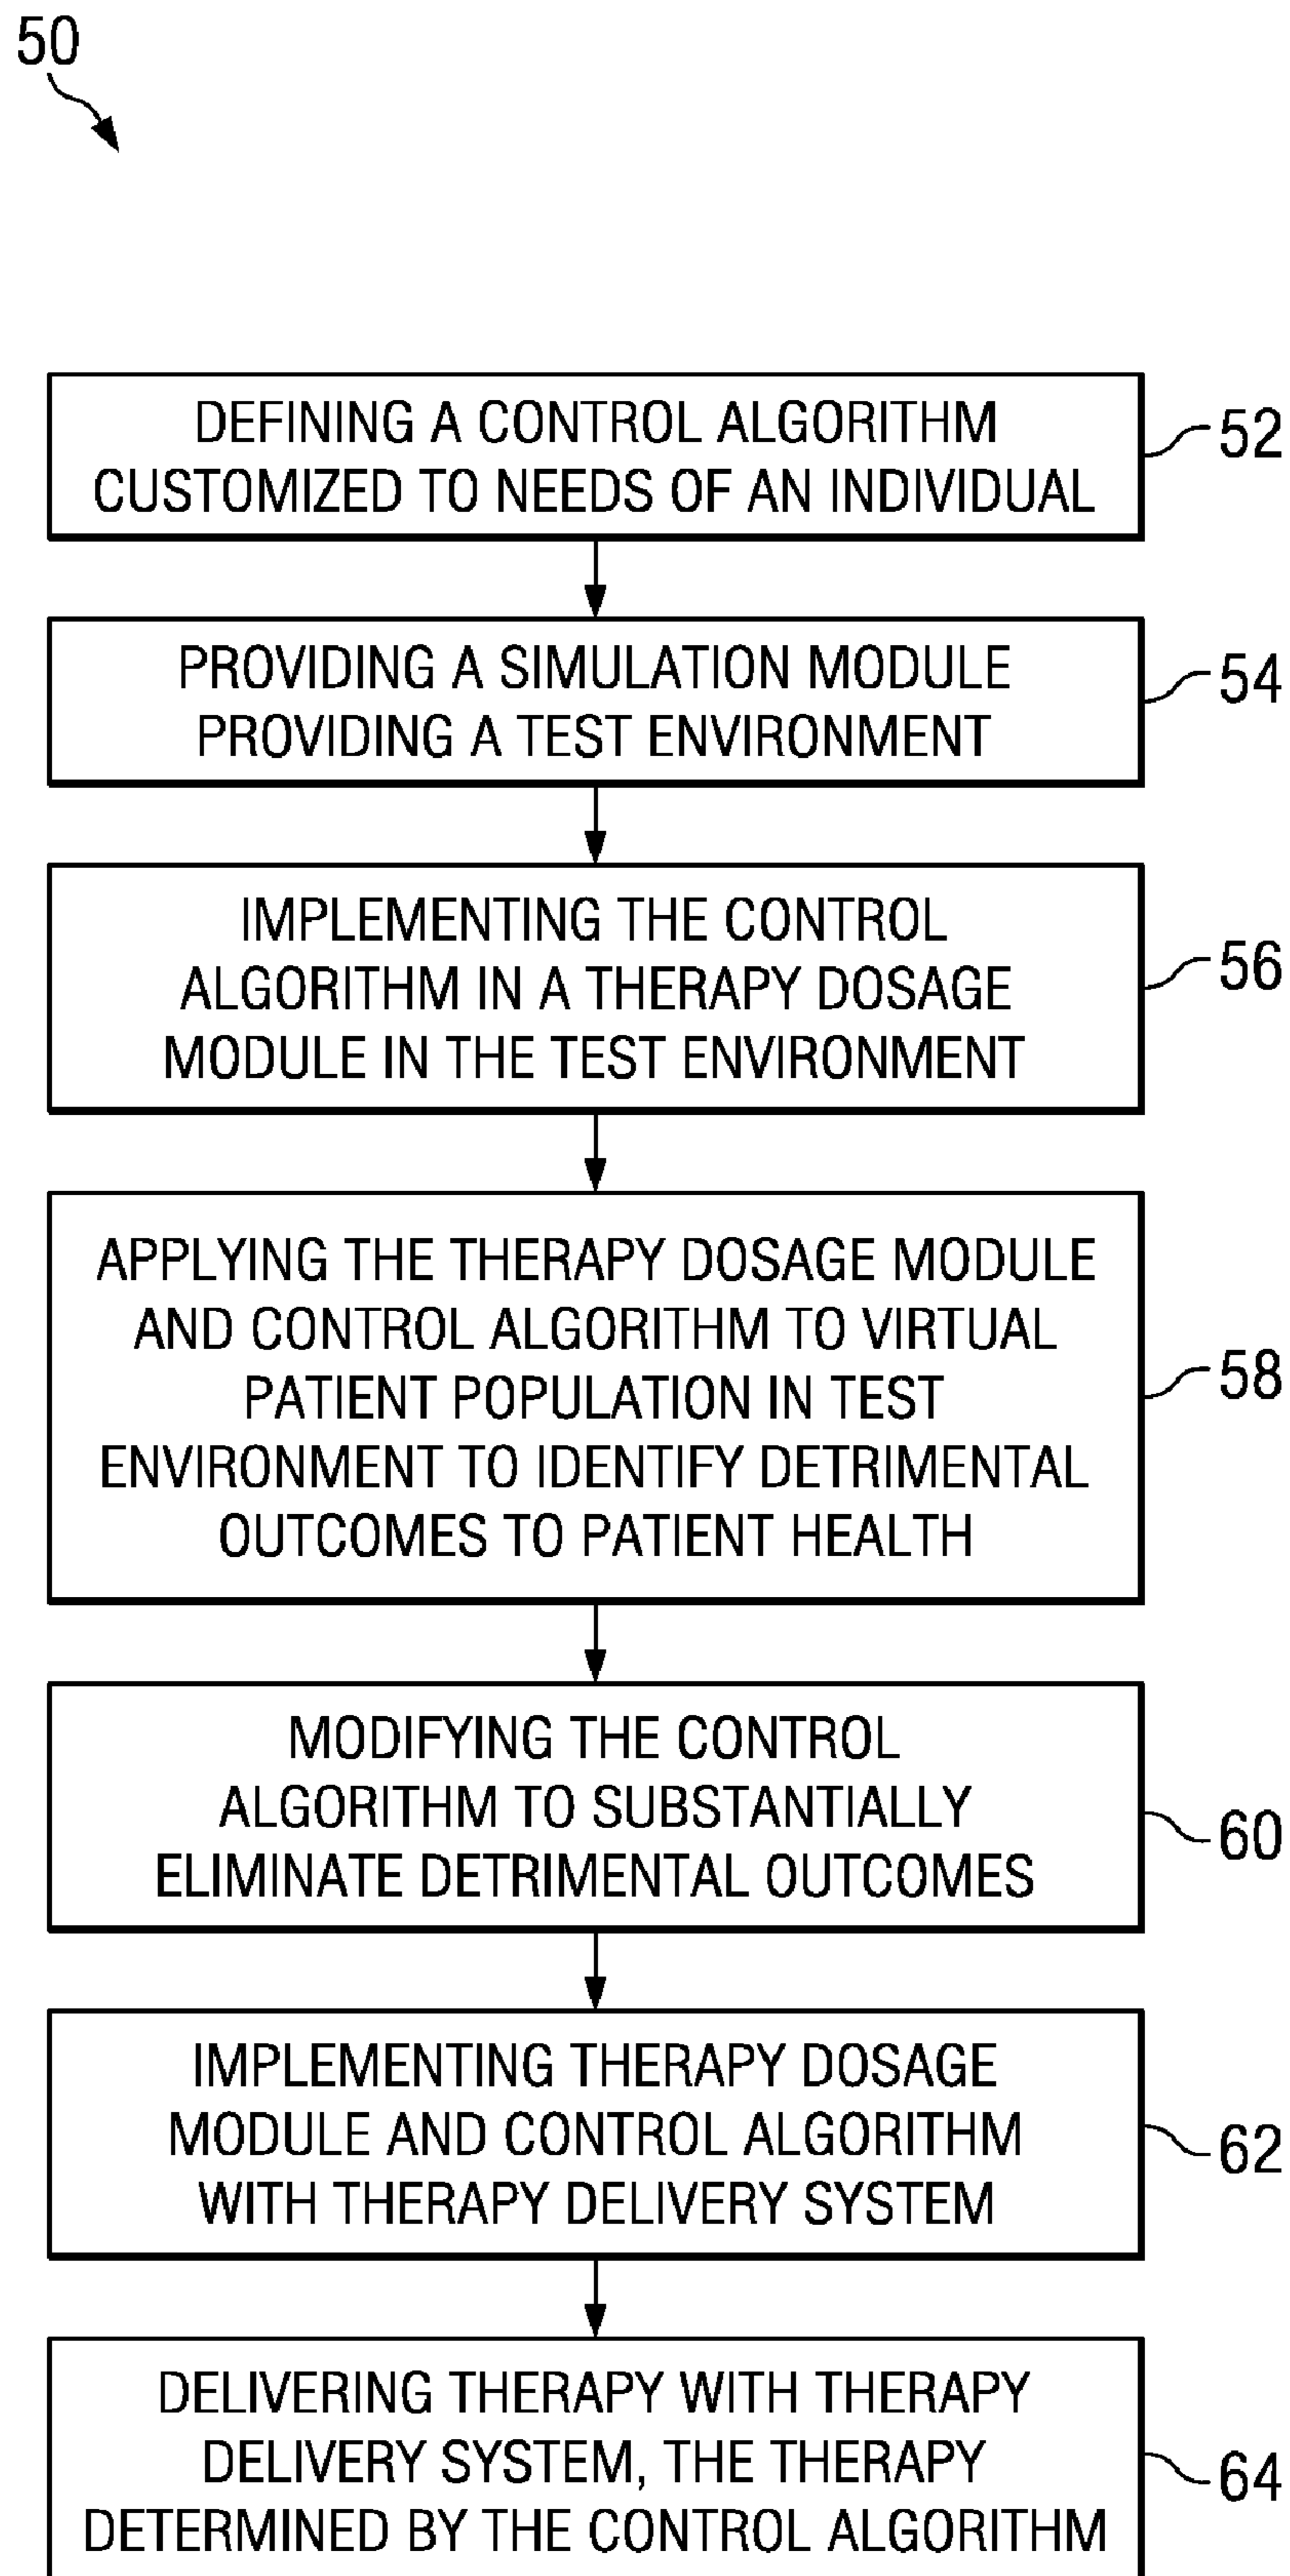 50
DEFINING A CONTROL ALGORITHM
CUSTOMIZED TO NEEDS OF AN INDIVIDUAL
52
PROVIDING A SIMULATION MODULE
PROVIDING A TEST ENVIRONMENT
54
IMPLEMENTING THE CONTROL
ALGORITHM IN A THERAPY DOSAGE
MODULE IN THE TEST ENVIRONMENT
56
APPLYING THE THERAPY DOSAGE MODULE
AND CONTROL ALGORITHM TO VIRTUAL
PATIENT POPULATION IN TEST
ENVIRONMENT TO IDENTIFY DETRIMENTAL
OUTCOMES TO PATIENT HEALTH
58
MODIFYING THE CONTROL
ALGORITHM TO SUBSTANTIALLY
ELIMINATE DETRIMENTAL OUTCOMES
60
IMPLEMENTING THERAPY DOSAGE
MODULE AND CONTROL ALGORITHM
WITH THERAPY DELIVERY SYSTEM
62
DELIVERING THERAPY WITH THERAPY
DELIVERY SYSTEM, THE THERAPY
DETERMINED BY THE CONTROL ALGORITHM
64